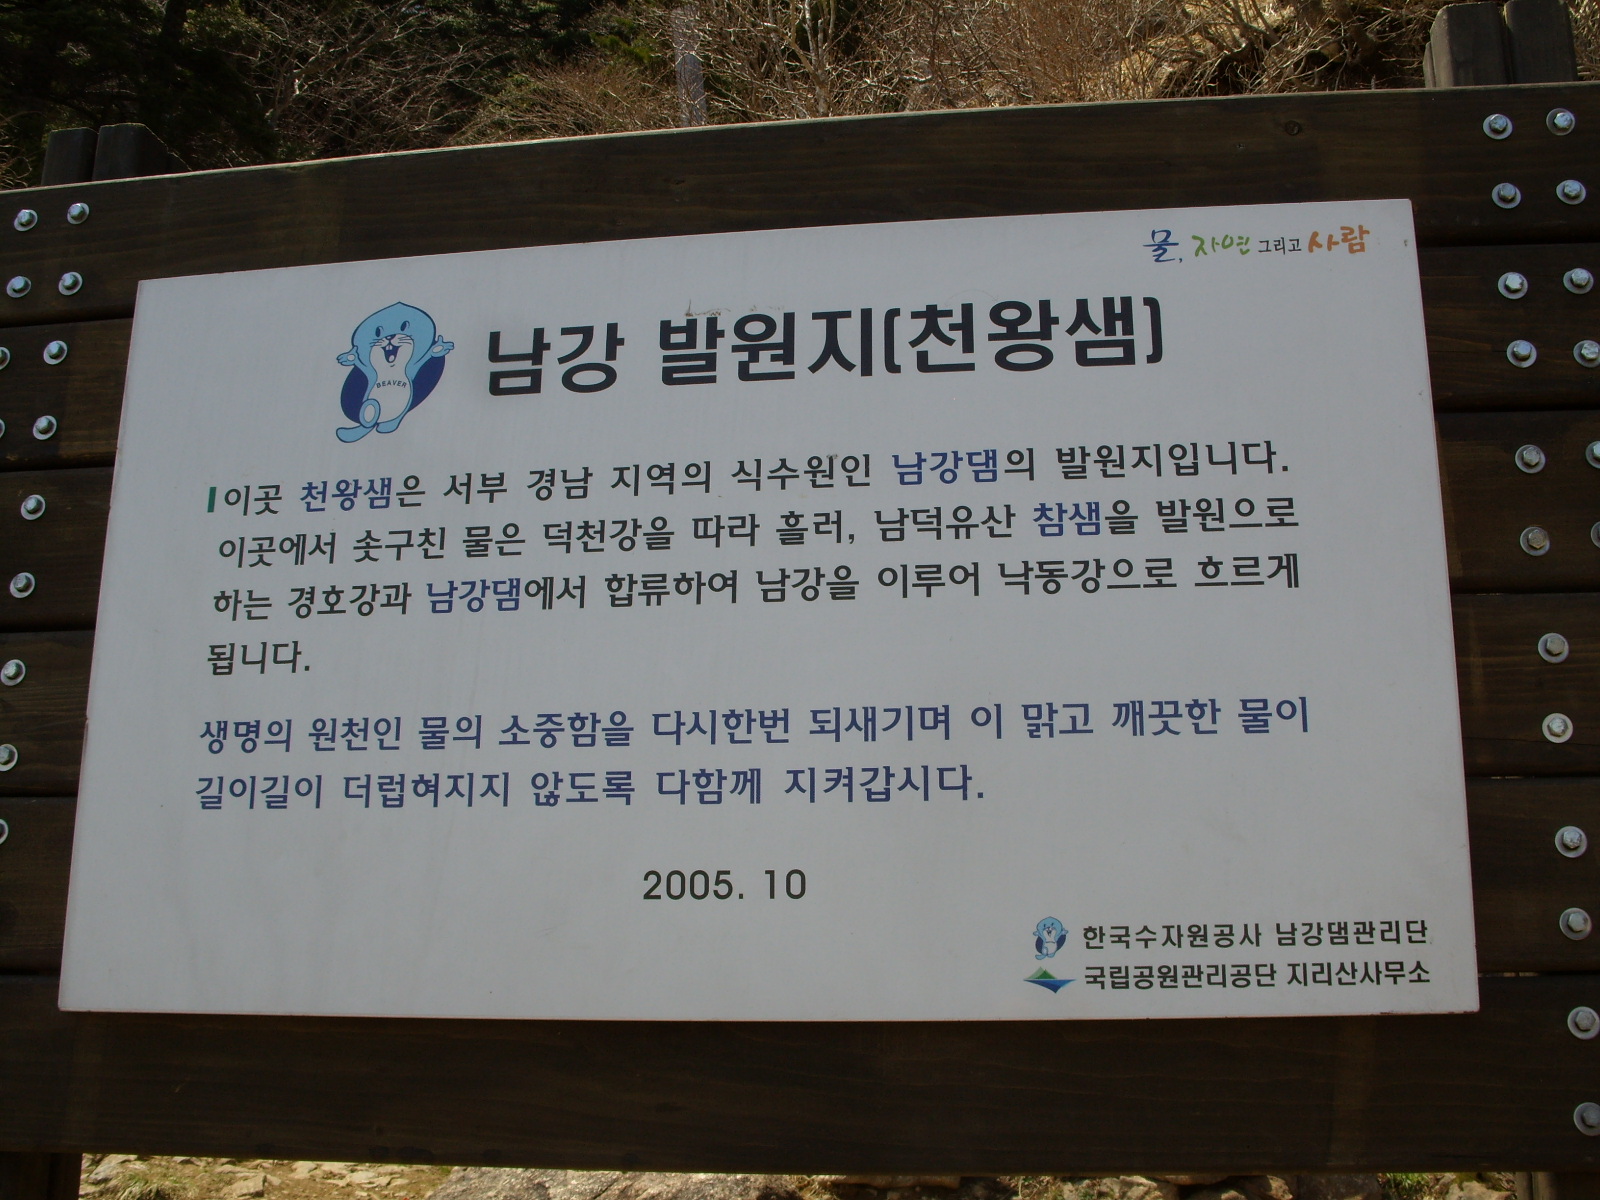 물, 자연 그리고 사람
BEAVER
남강 발원지(천왕샘)
이곳 천왕샘은 서부 경남 지역의 식수원인 남강댐의 발원지입니다.
이곳에서 솟구친 물은 덕천강을 따라 흘러, 남덕유산 참샘을 발원으로
하는 경호강과 남강댐에서 합류하여 남강을 이루어 낙동강으로 흐르게
됩니다.
생명의 원천인 물의 소중함을 다시한번 되새기며 이 맑고 깨끗한 물이
길이길이 더럽혀지지 않도록 다함께 지켜갑시다.
2005. 10
한국수자원공사 남강댐관리단
국립공원관리공단 지리산사무소